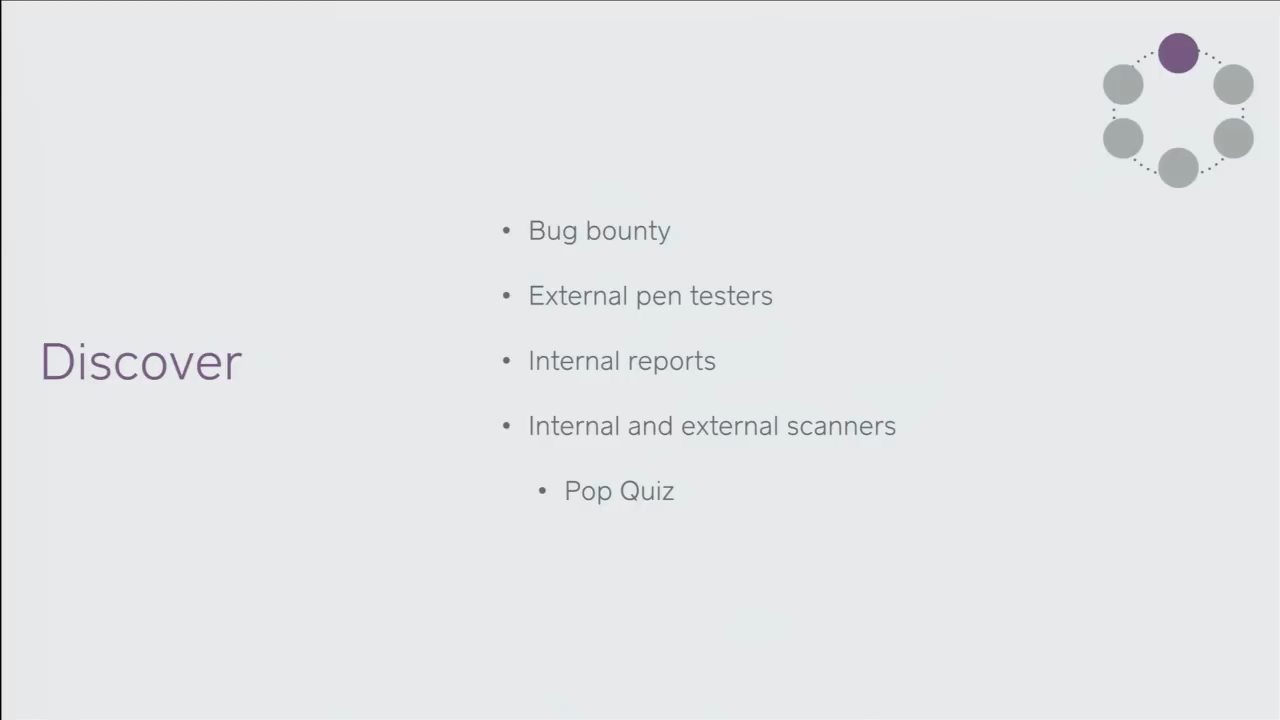 Discover
• Bug bounty
• External pen testers
• Internal reports
• Internal and external scanners
• Pop Quiz